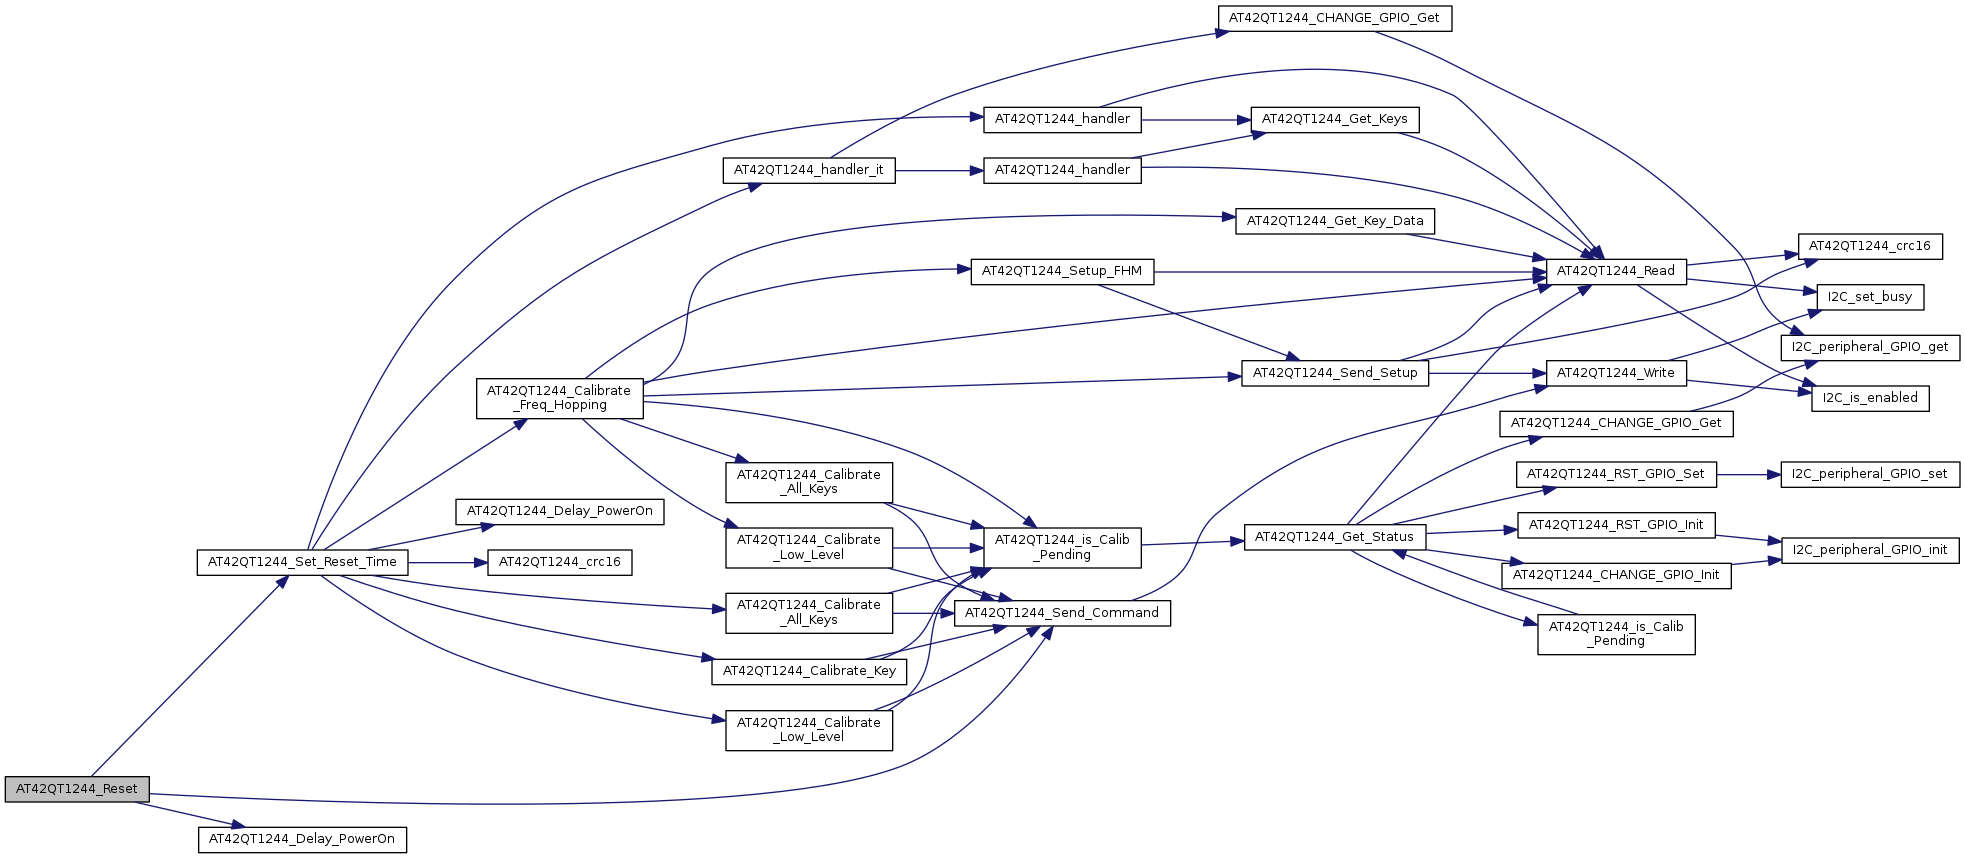 AT42QT1244_CHANGE_GPIO_Get
AT42QT1244_handler
AT42QT1244_Get_Keys
AT42QT1244_handler_it
AT42QT1244_handler
AT42QT1244_Get_Key_Data
AT42QT1244_crc16
AT42QT1244_Setup_FHM
AT42QT1244_Read
I2C_set_busy
I2C_peripheral_GPIO_get
AT42QT1244_Send_Setup
AT42QT1244_Write
AT42QT1244_Calibrate
_Freq_Hopping
I2C_is_enabled
AT42QT1244_CHANGE_GPIO_Get
AT42QT1244_Calibrate
_All_Keys
AT42QT1244_RST_GPIO_Set
I2C_peripheral_GPIO_set
AT42QT1244_Delay_PowerOn
AT42QT1244_RST_GPIO_Init
AT42QT1244_Get_Status
AT42QT1244_Calibrate
_Low_Level
AT42QT1244_is_Calib
_Pending
I2C_peripheral_GPIO_init
AT42QT1244_Set_Reset_Time
AT42QT1244_crc16
AT42QT1244_CHANGE_GPIO_Init
AT42QT1244_Calibrate
_All_Keys
AT42QT1244_Send_Command
AT42QT1244_is_Calib
_Pending
AT42QT1244_Calibrate_Key
AT42QT1244_Calibrate
_Low_Level
AT42QT1244_Reset
AT42QT1244_Delay_PowerOn